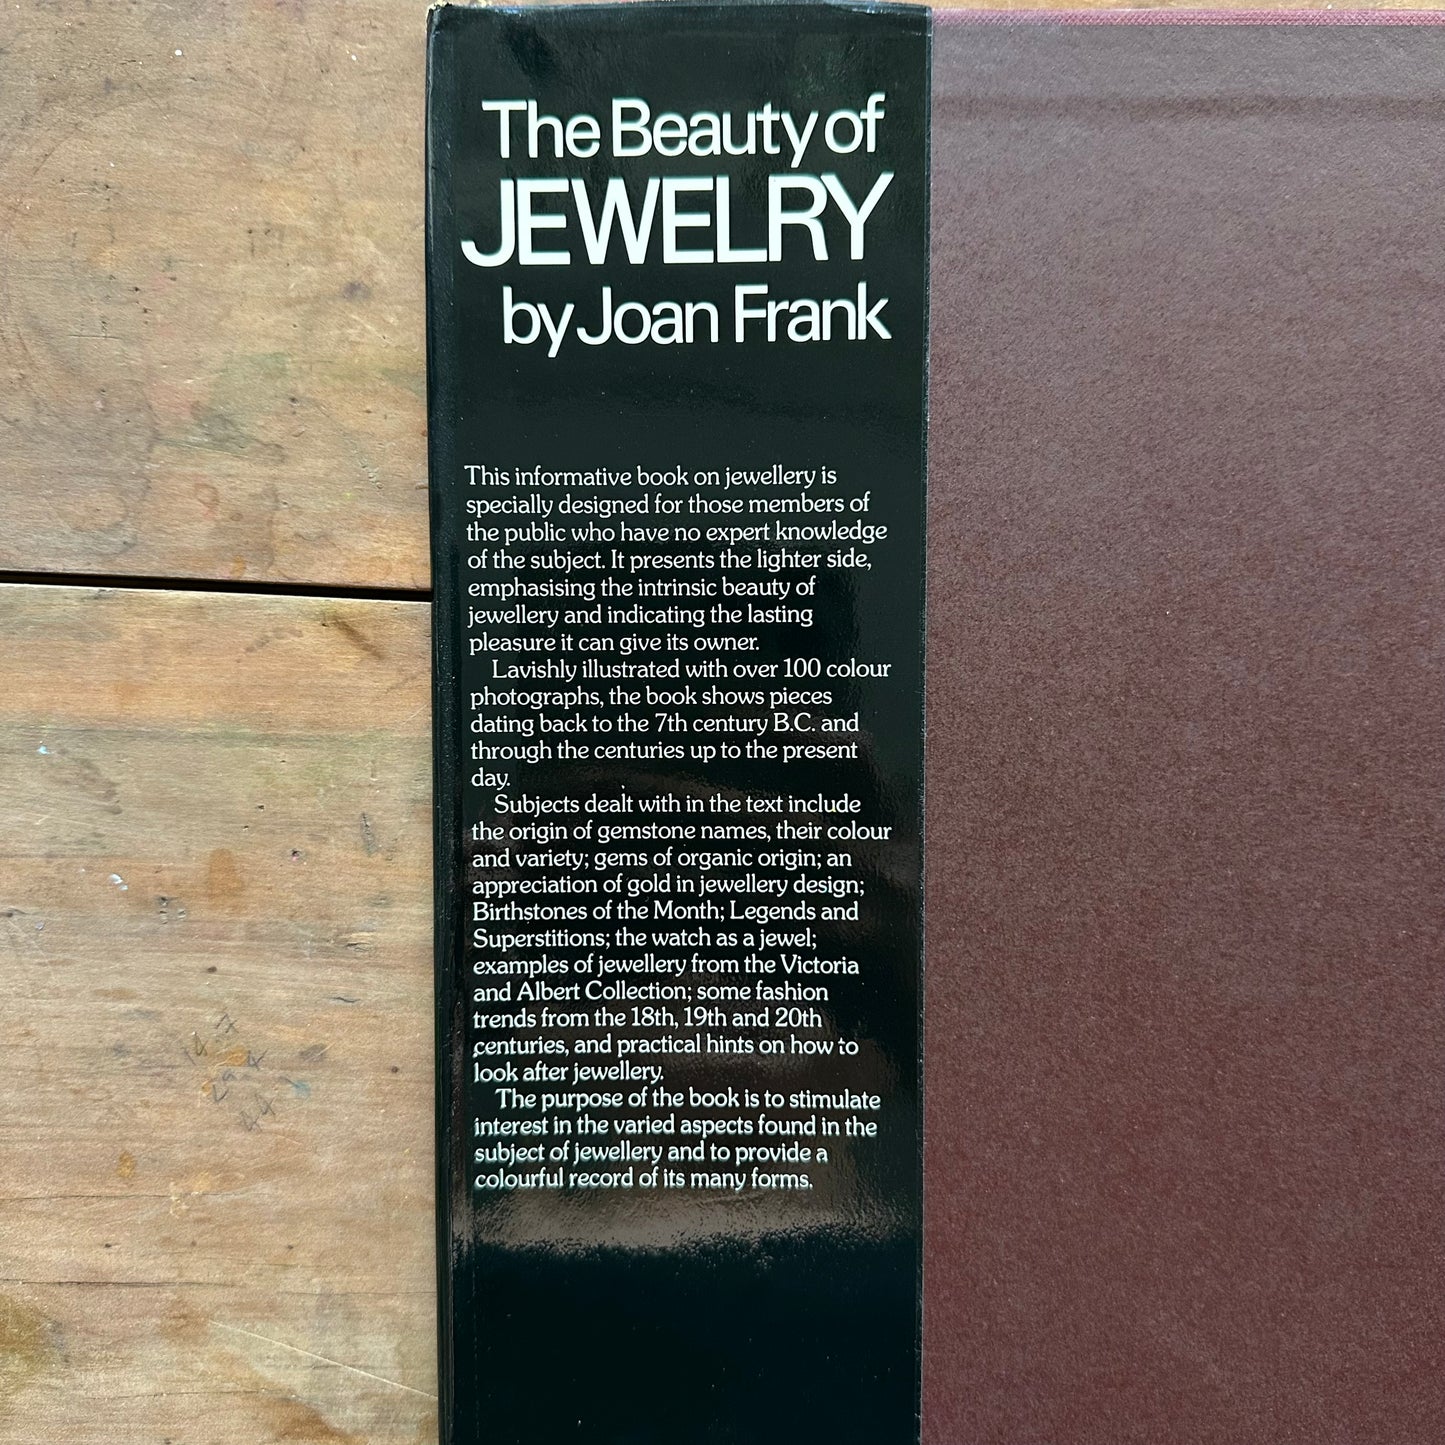 The Beauty of
JEWELRY
by Joan Frank
This informative book on jewellery is
specially designed for those members of
the public who have no expert knowledge
of the subject. It presents the lighter side,
emphasising the intrinsic beauty of
jewellery and indicating the lasting
pleasure it can give its owner.
Lavishly illustrated with over 100 colour
photographs, the book shows pieces
dating back to the 7th century B.C. and
through the centuries up to the present
day.
Subjects dealt with in the text include
the origin of gemstone names, their colour
and variety; gems of organic origin; an
appreciation of gold in jewellery design;
Birthstones of the Month; Legends and
Superstitions; the watch as a jewel;
examples of jewellery from the Victoria
and Albert Collection; some fashion
trends from the 18th, 19th and 20th
centuries, and practical hints on how to
look after jewellery.
The purpose of the book is to stimulate
interest in the varied aspects found in the
subject of jewellery and to provide a
colourful record of its many forms.